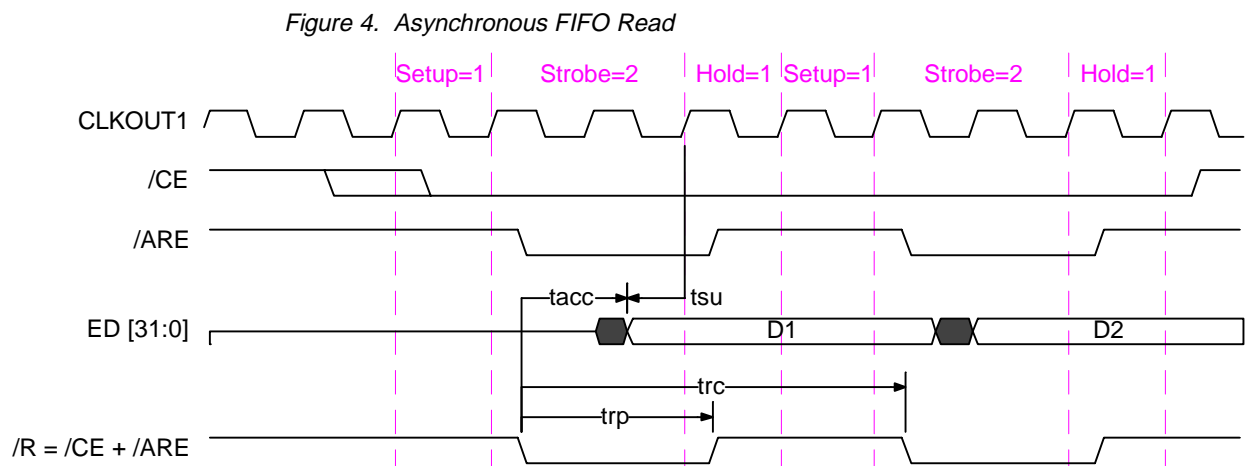 Figure 4. Asynchronous FIFO Read
Setup=1 Strobe=2 Hold=1 Setup=1 Strobe=2 Hold=1
CLKOUT1
/CE
/ARE
tacc tsu
ED [31:0] D1 D2
trc
trp
/R = /CE + /ARE